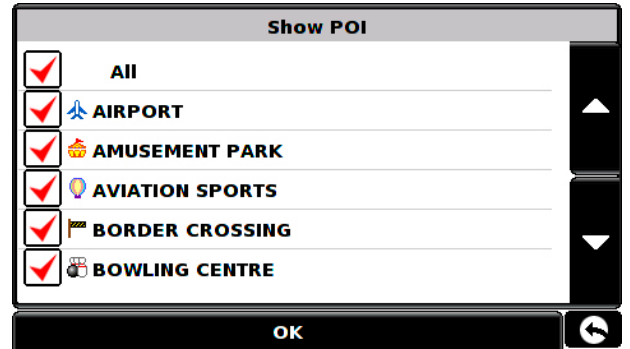 Show POI
All
AIRPORT
AMUSEMENT PARK
AVIATION SPORTS
BORDER CROSSING
BOWLING CENTRE
OK